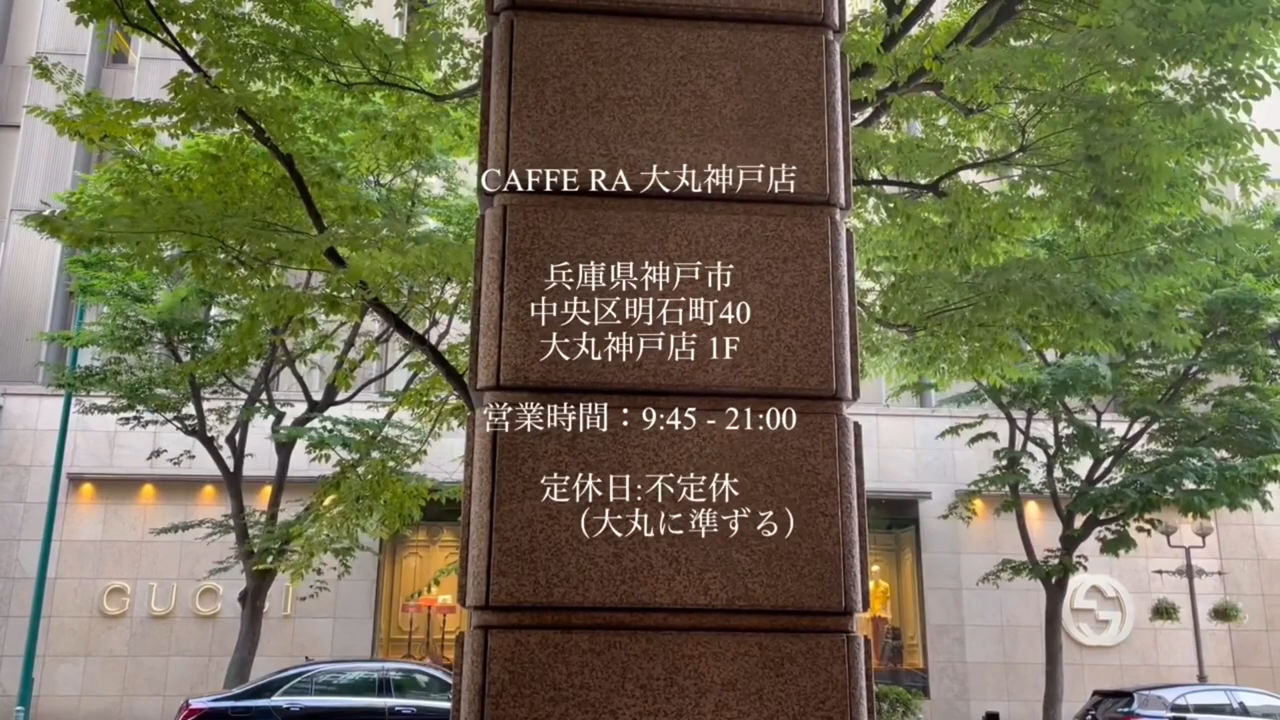 CAFFE RA 大丸神戸店
兵庫県神戸市
中央区明石町40
大丸神戸店 1F
営業時間：9:45 - 21:00
定休日:不定休
（大丸に準ずる）
GUCCI